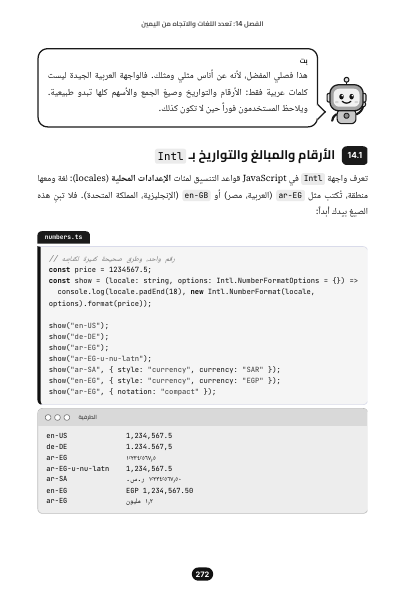 الفصل 14: تعدد اللغات والاتجاه من اليمين
بِت
هذا فصلي المفضل، لأنه عن أناس مثلي ومثلك. فالواجهة العربية الجيدة ليست
كلمات عربية فقط: الأرقام والتواريخ وصيغ الجمع والأسهم كلها تبدو طبيعية.
ويلاحظ المستخدمون فوراً حين لا تكون كذلك.
14.1 الأرقام والمبالغ والتواريخ بـ Intl
تعرف واجهة Intl في JavaScript قواعد التنسيق لمئات الإعدادات المحلية (locales): لغة ومعها
منطقة، تُكتب مثل ar-EG (العربية، مصر) أو en-GB (الإنجليزية، المملكة المتحدة). فلا تبنِ هذه
الصيغ بيدك أبداً:
numbers.ts
// رقم واحد، وطرق صحيحة كثيرة لكتابته
const price = 1234567.5;
const show = (locale: string, options: Intl.NumberFormatOptions = {}) =>
  console.log(locale.padEnd(18), new Intl.NumberFormat(locale,
options).format(price));
show("en-US");
show("de-DE");
show("ar-EG");
show("ar-EG-u-nu-latn");
show("ar-SA", { style: "currency", currency: "SAR" });
show("en-EG", { style: "currency", currency: "EGP" });
show("ar-EG", { notation: "compact" });
الطرفية
en-US 1,234,567.5
de-DE 1.234.567,5
ar-EG ١٬٢٣٤٬٥٦٧٫٥
ar-EG-u-nu-latn 1,234,567.5
ar-SA ١٬٢٣٤٬٥٦٧٫٥٠ ر.س.
en-EG EGP 1,234,567.50
ar-EG ١٫٢ مليون
272